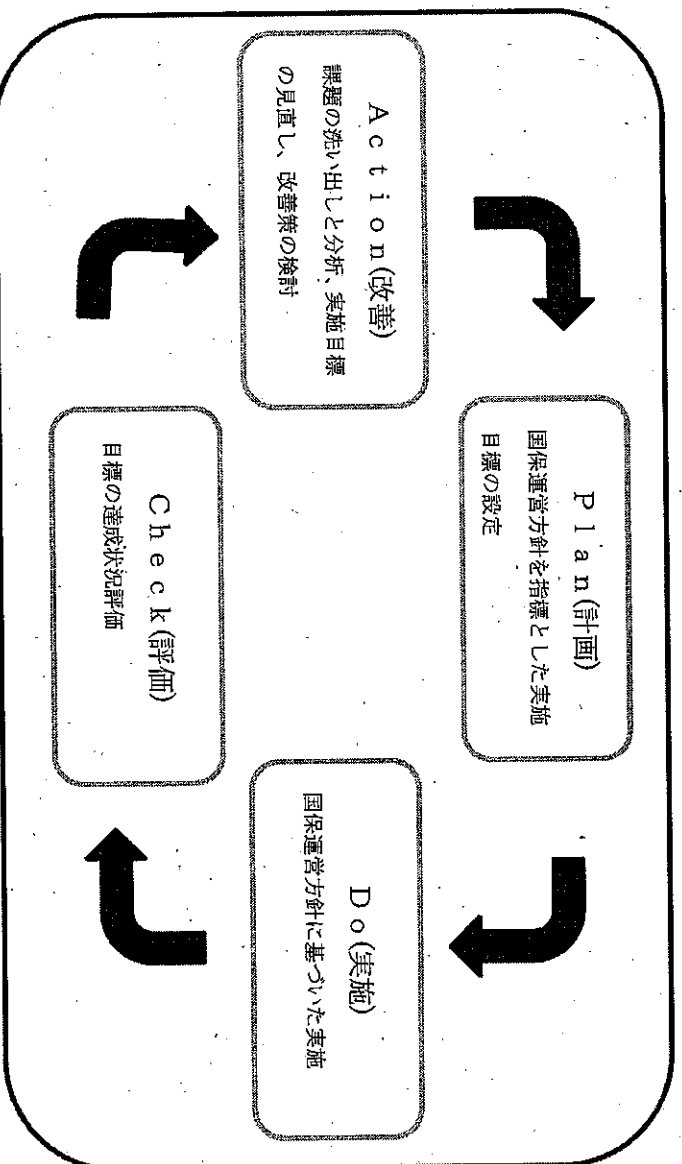 Plan(計画)
国保運営方針を指標とした実施
目標の設定
Do(実施)
国保運営方針に基づいた実施
Check(評価)
目標の達成状況評価
Action(改善)
課題の洗い出しと分析、実施目標
の見直し、改善策の検討